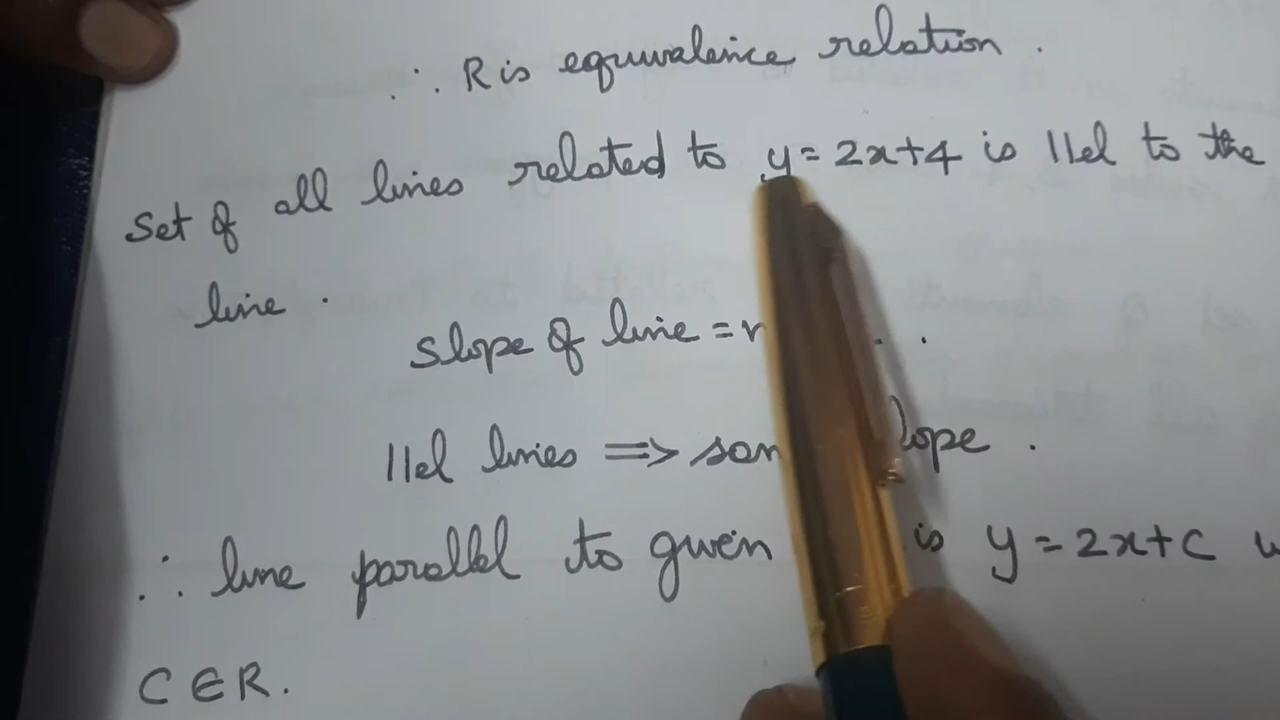 ∴ R is equivalence relation.
Set of all lines related to y = 2x+4 is ||el to the
line.
Slope of line =
||el lines => slope.
∴ line parallel to given is y = 2x+c
C ∈ R.